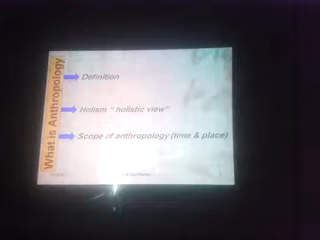 What is Anthropology
Definition
Holism " holistic view"
Scope of anthropology (time & place)